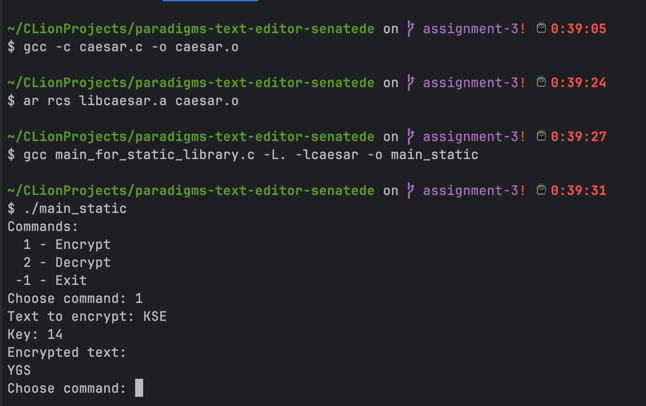 ~/CLionProjects/paradigms-text-editor-senatede on assignment-3! 0:39:05
$ gcc -c caesar.c -o caesar.o
~/CLionProjects/paradigms-text-editor-senatede on assignment-3! 0:39:24
$ ar rcs libcaesar.a caesar.o
~/CLionProjects/paradigms-text-editor-senatede on assignment-3! 0:39:27
$ gcc main_for_static_library.c -L. -lcaesar -o main_static
~/CLionProjects/paradigms-text-editor-senatede on assignment-3! 0:39:31
$ ./main_static
Commands:
  1 - Encrypt
  2 - Decrypt
 -1 - Exit
Choose command: 1
Text to encrypt: KSE
Key: 14
Encrypted text:
YGS
Choose command: